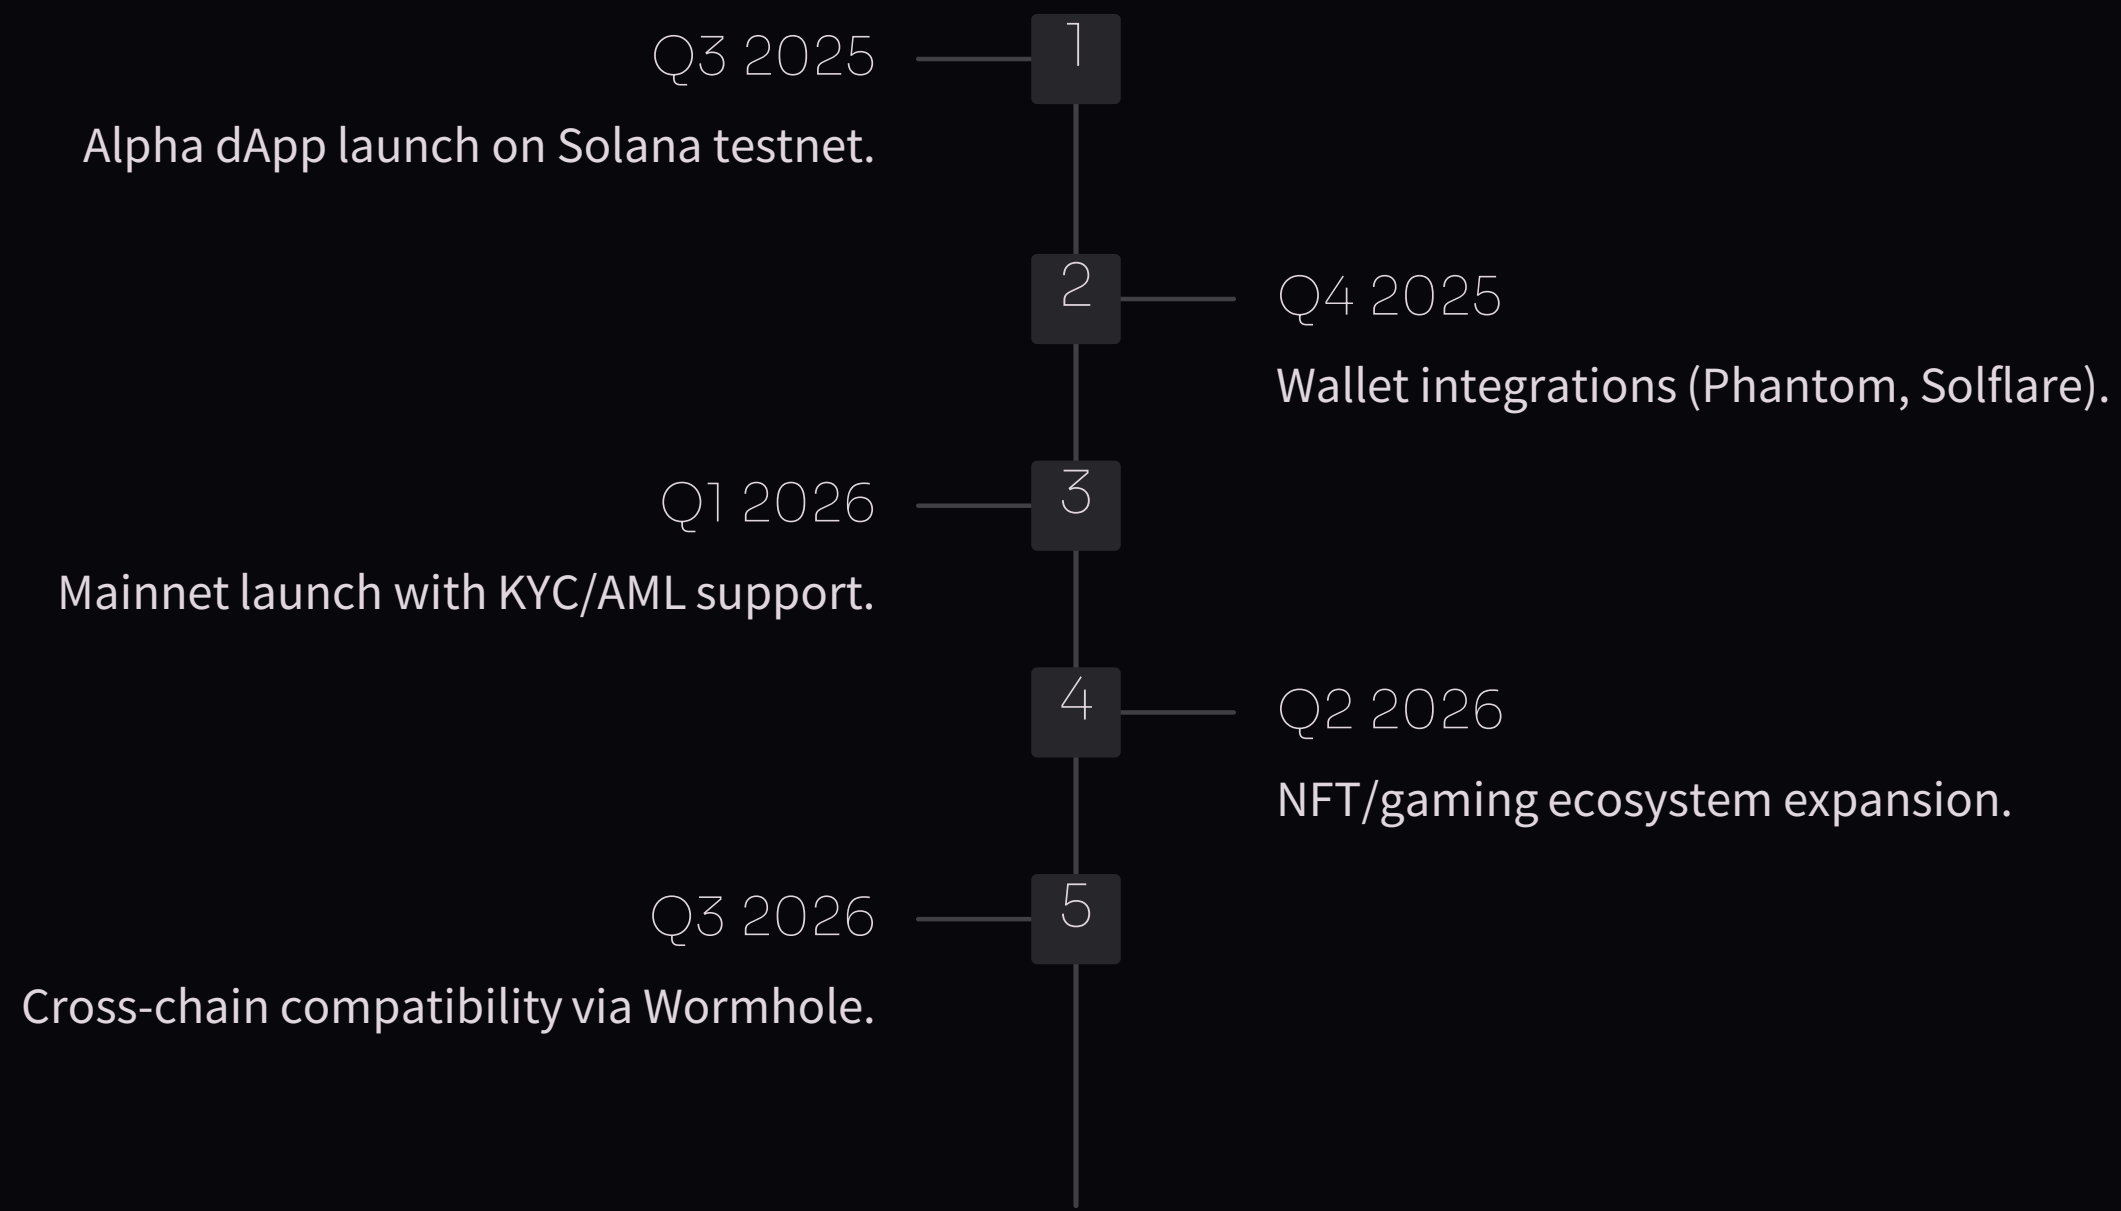 1
Q3 2025
Alpha dApp launch on Solana testnet.
2
Q4 2025
Wallet integrations (Phantom, Solflare).
3
Q1 2026
Mainnet launch with KYC/AML support.
4
Q2 2026
NFT/gaming ecosystem expansion.
5
Q3 2026
Cross-chain compatibility via Wormhole.